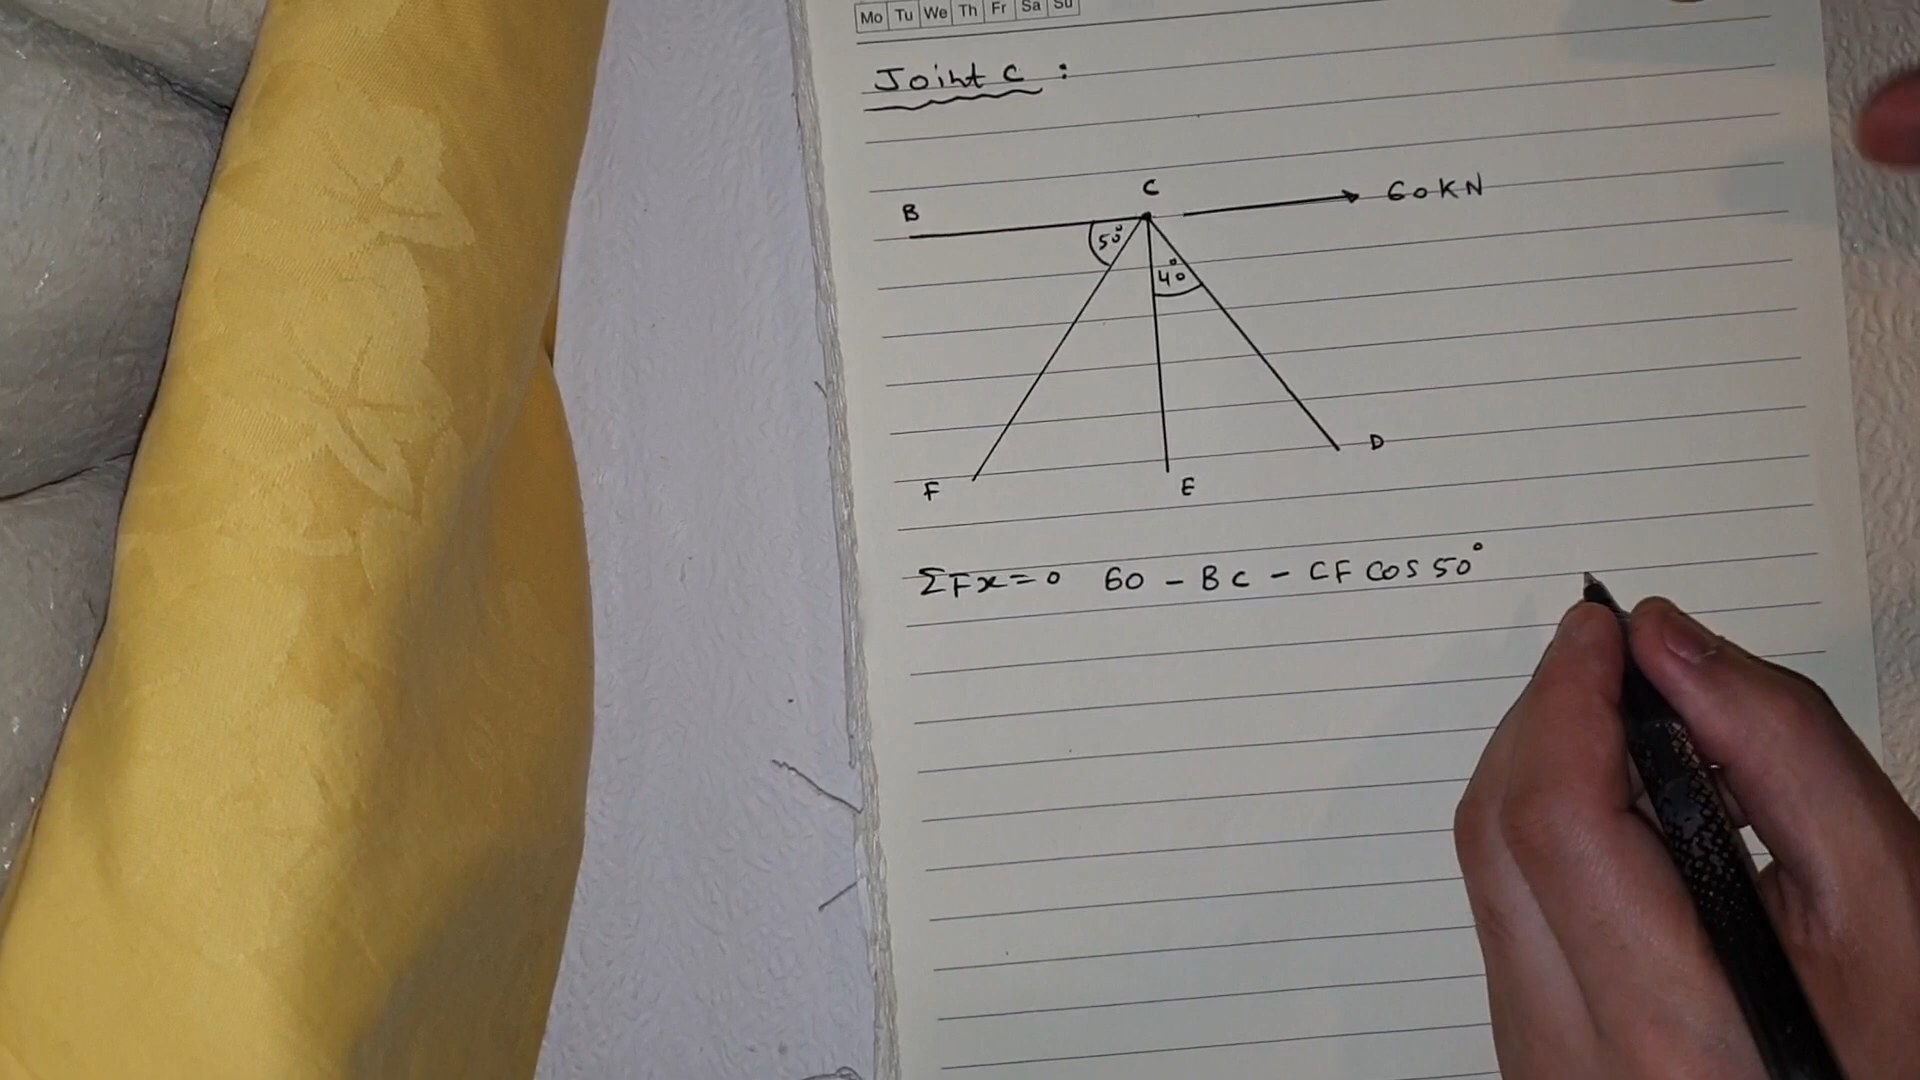 Mo Tu We Th Fr Sa Su
Joint C :
C
60KN
B
50°
40°
D
F
E
ΣFx=0 60 - BC - CF COS 50°